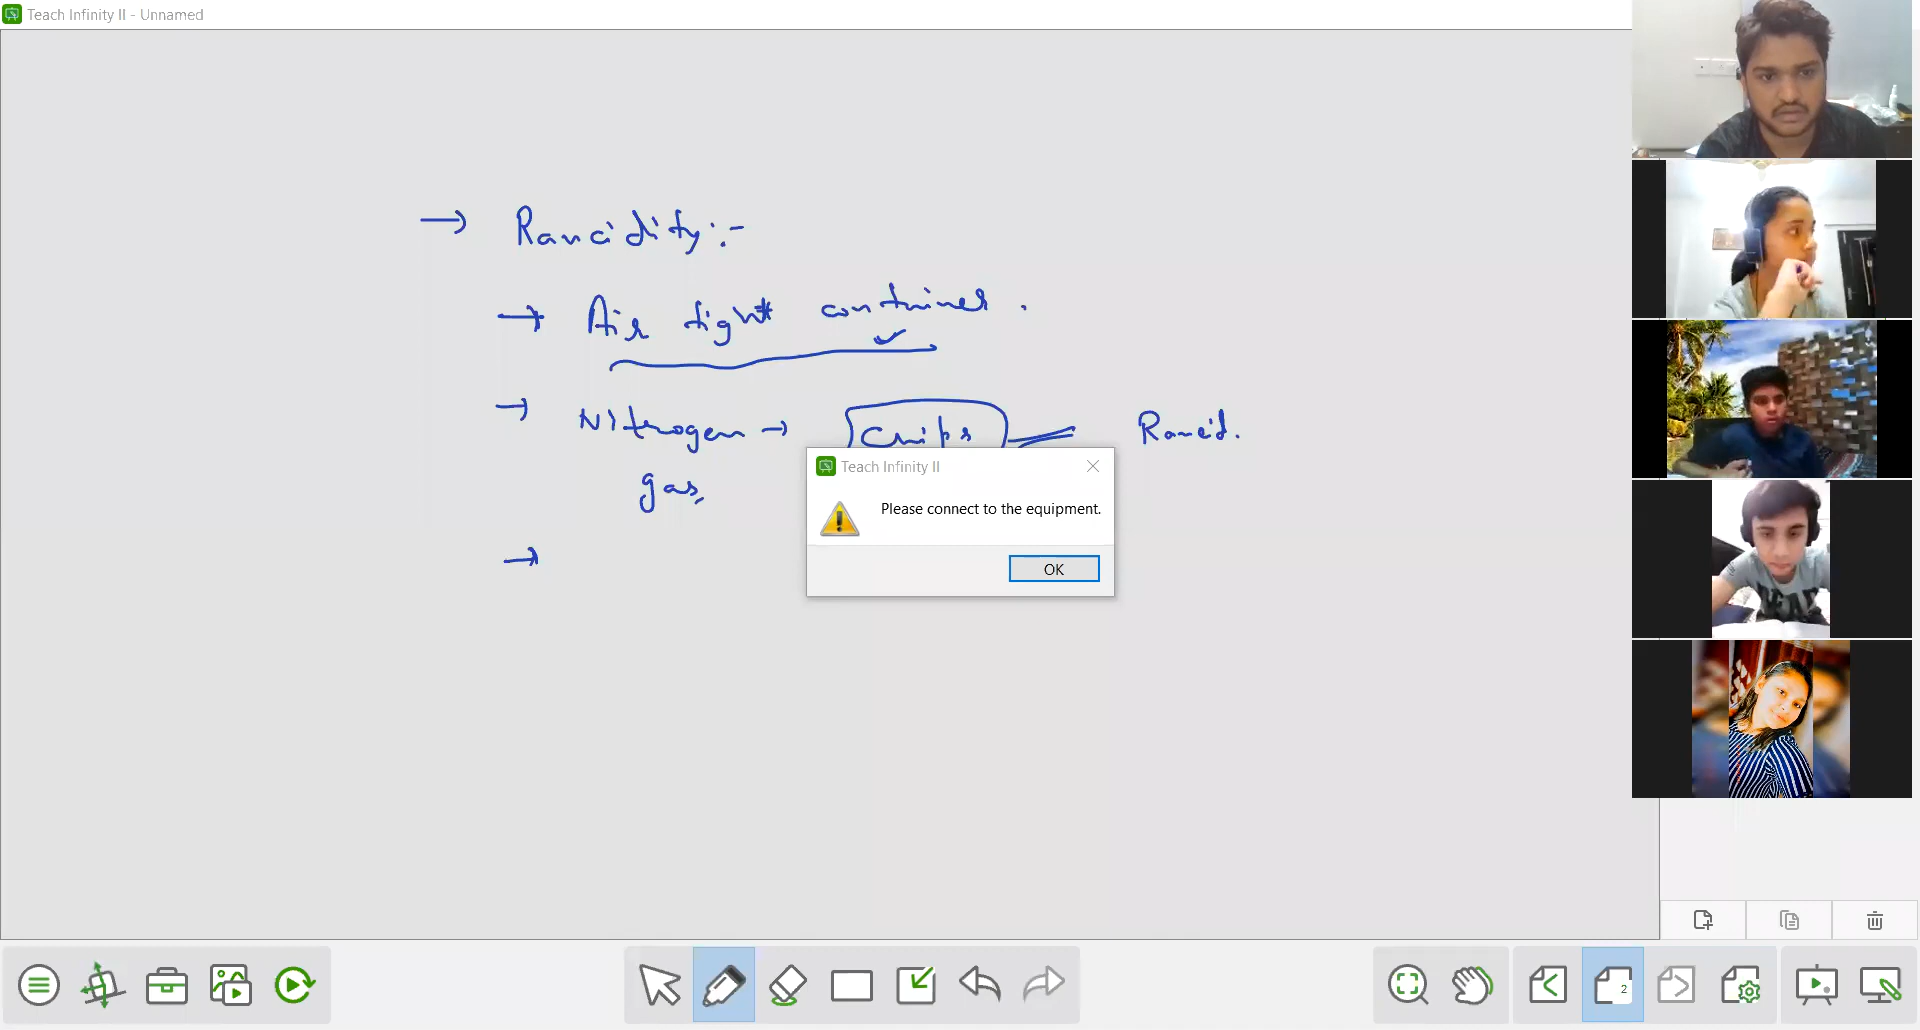 Teach Infinity II - Unnamed
→ Rancidity :-
→ Air tight container .
→ Nitrogen → Chips Rancid.
gas,
→
Teach Infinity II
Please connect to the equipment.
OK
2